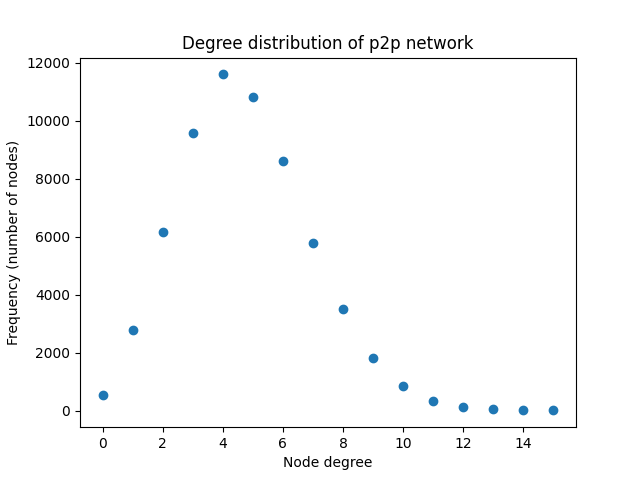 Degree distribution of p2p network
12000
10000
8000
6000
4000
2000
0
Frequency (number of nodes)
0 2 4 6 8 10 12 14
Node degree